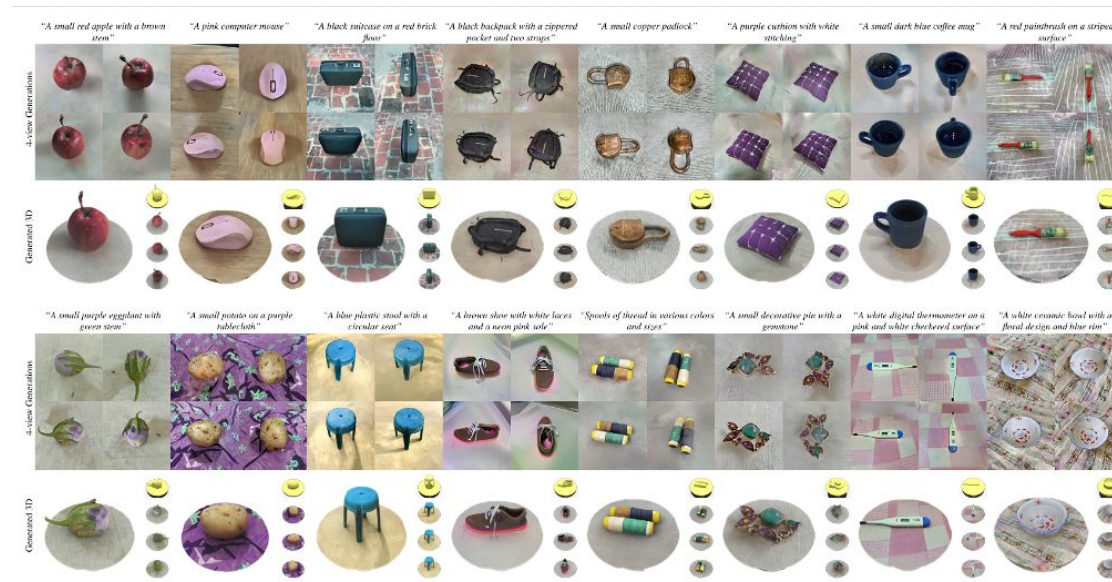 “A small red apple with a brown
stem”
“A pink computer mouse”
“A black suitcase on a red brick
floor”
“A black backpack with a zippered
pocket and two straps”
“A small copper padlock”
“A purple cushion with white
stitching”
“A small dark blue coffee mug”
“A red paintbrush on a striped
surface”
4-view Generations
Generated 3D
“A small purple eggplant with
green stem”
“A small potato on a purple
tablecloth”
“A blue plastic stool with a
circular seat”
“A brown shoe with white laces
and a neon pink sole”
“Spools of thread in various colors
and sizes”
“A small decorative pin with a
gemstone”
“A white digital thermometer on a
pink and white checkered surface”
“A white ceramic bowl with a
floral design and blue rim”
4-view Generations
Generated 3D